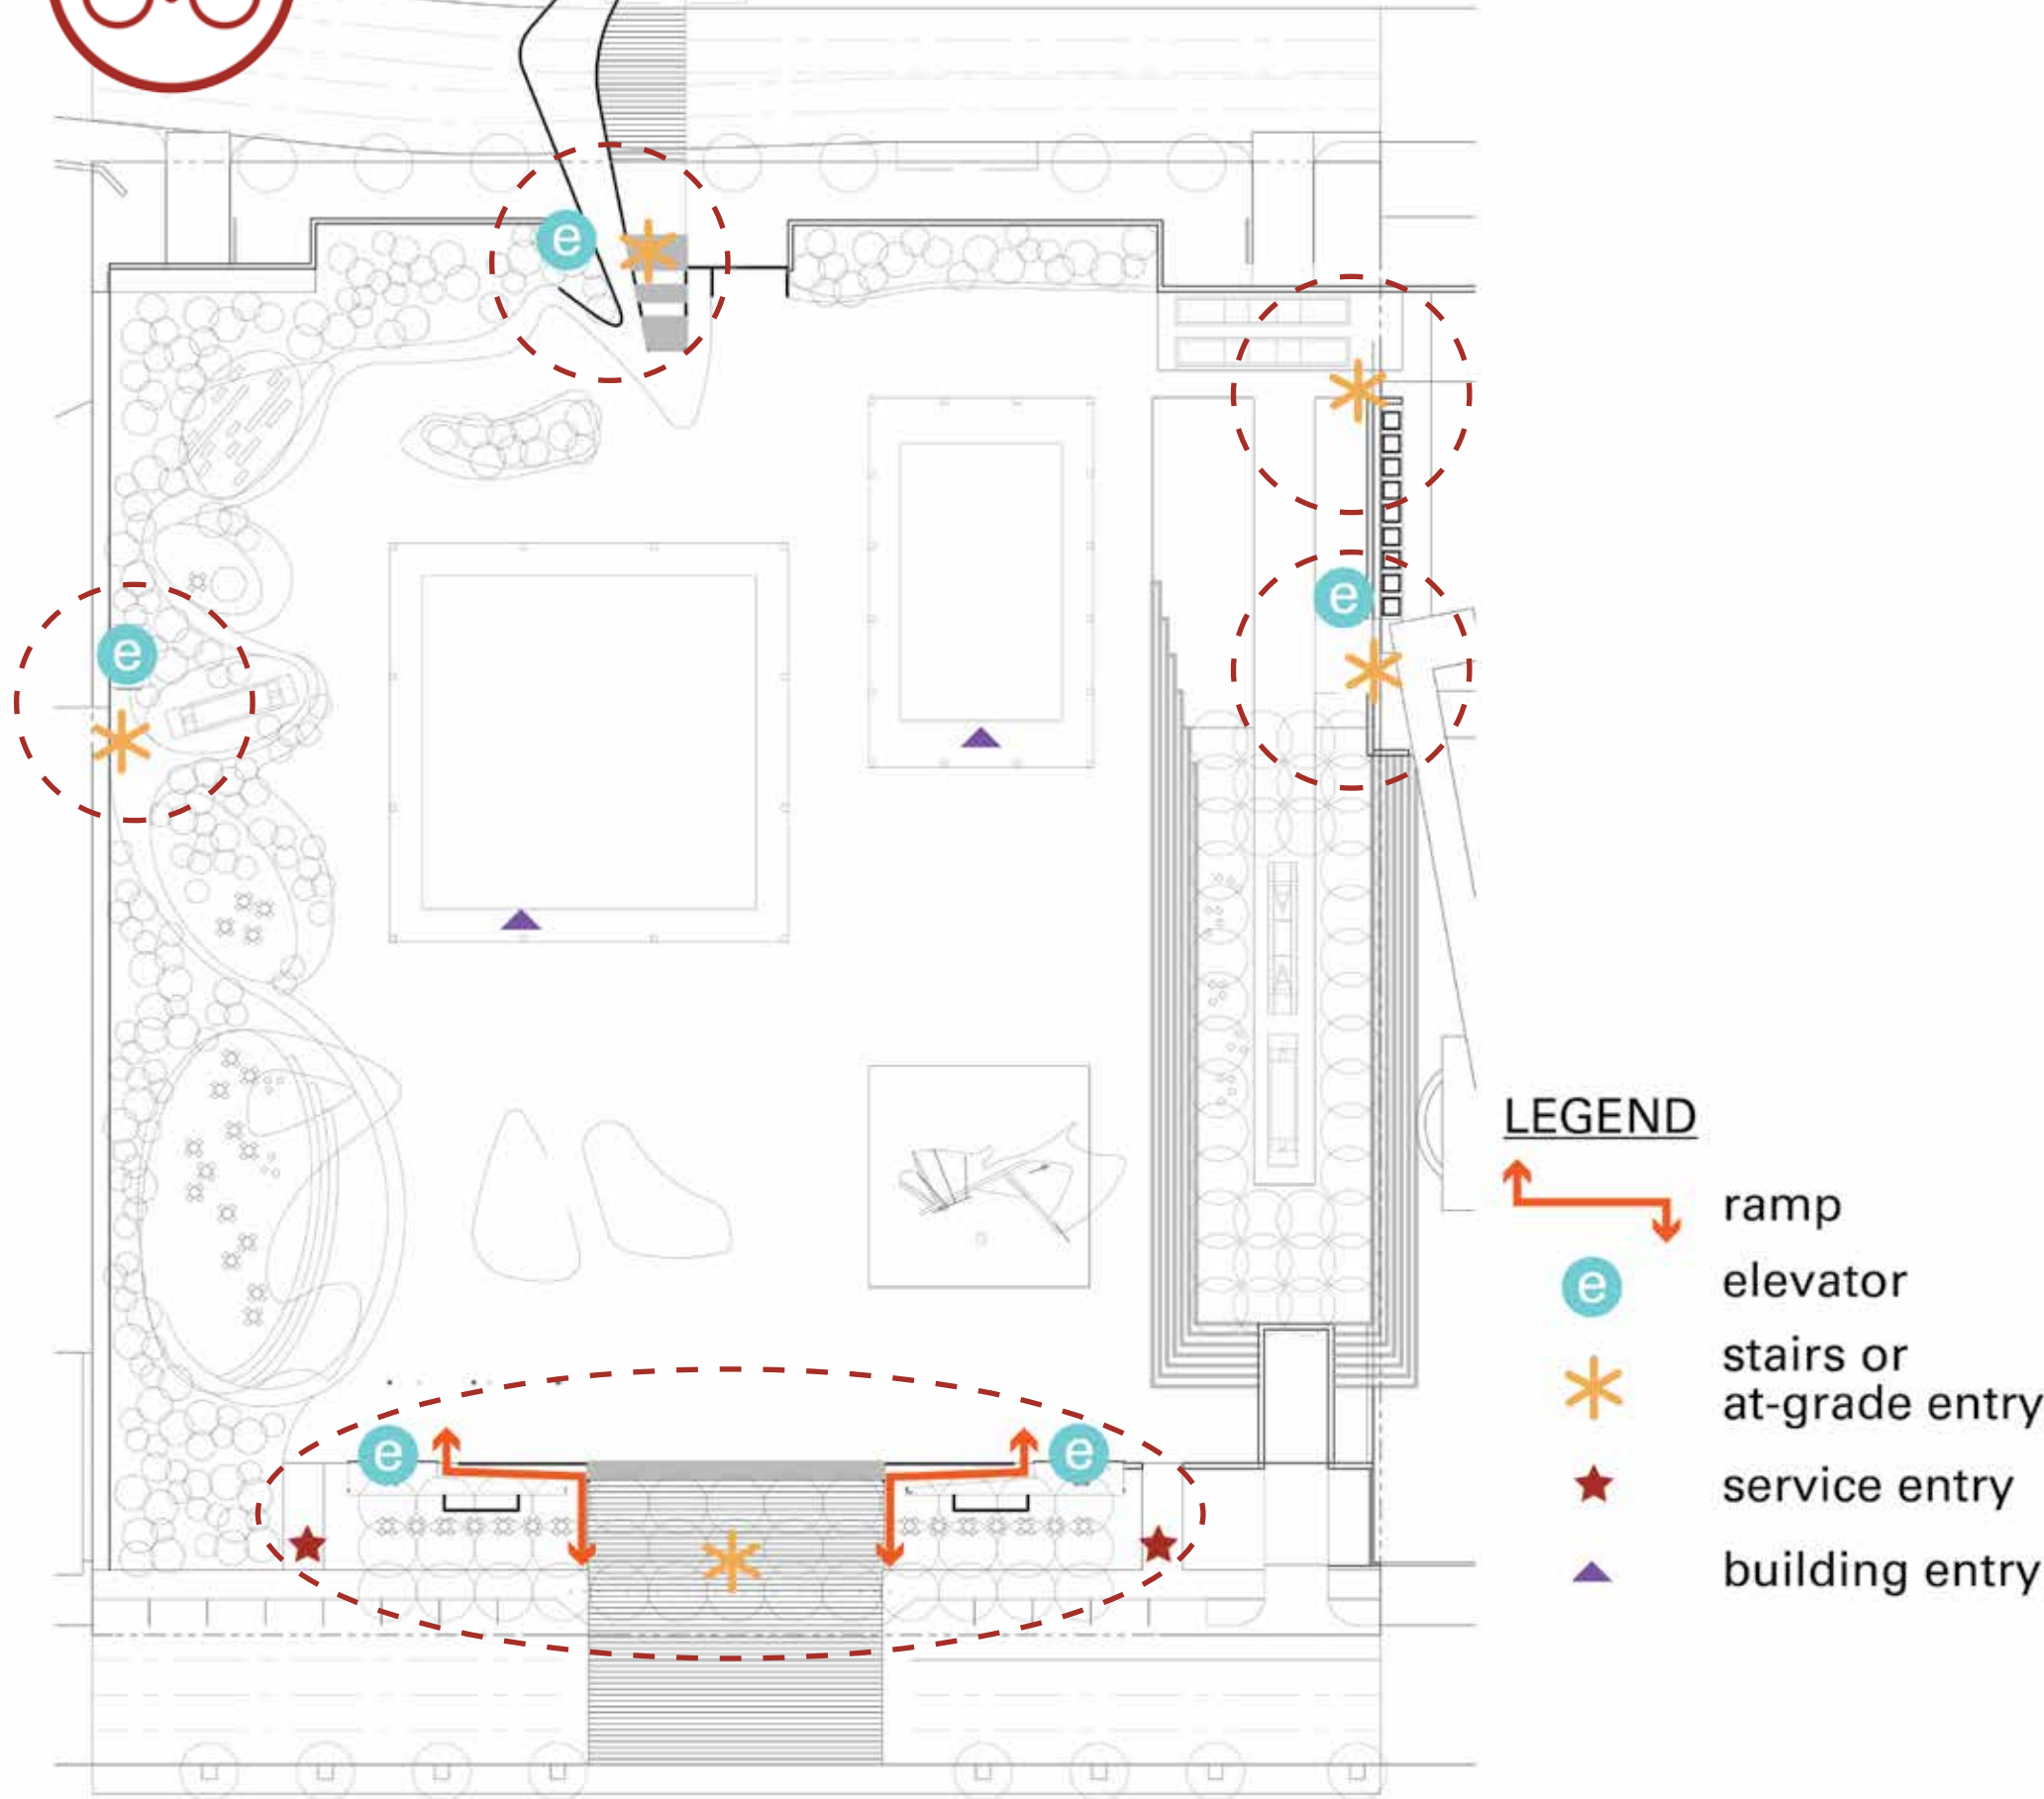 e
e
e
e
e
LEGEND
ramp
e elevator
stairs or
at-grade entry
service entry
building entry